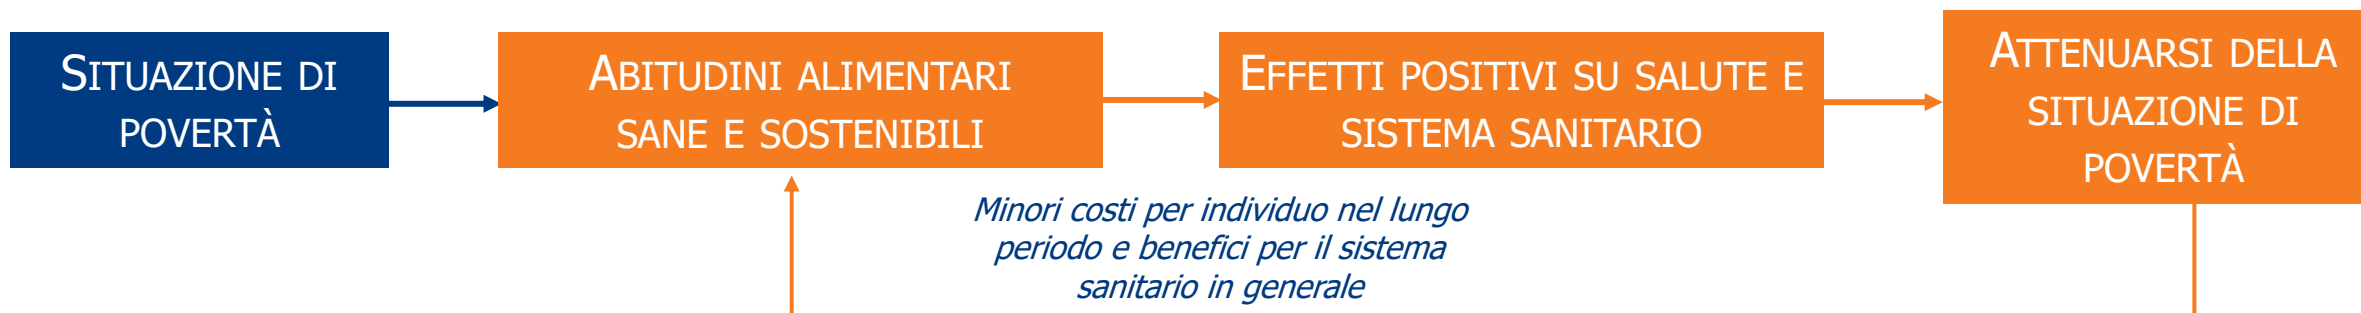 SITUAZIONE DI
POVERTÀ
ABITUDINI ALIMENTARI
SANE E SOSTENIBILI
EFFETTI POSITIVI SU SALUTE E
SISTEMA SANITARIO
ATTENUARSI DELLA
SITUAZIONE DI
POVERTÀ
Minori costi per individuo nel lungo
periodo e benefici per il sistema
sanitario in generale